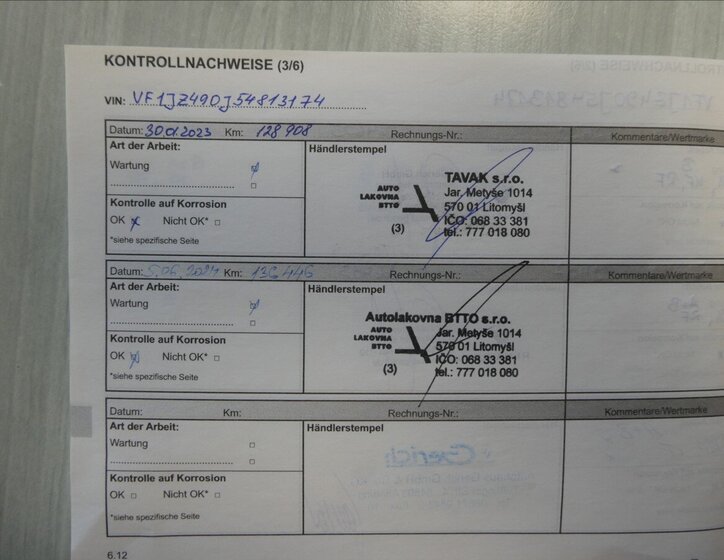 KONTROLLNACHWEISE (3/6)
VIN: VF1JZ49DJ54813174
Datum: 30.01.2023 Km: 128 908 Rechnungs-Nr.: Kommentare/Wertmarke
Art der Arbeit: Händlerstempel
Wartung
Kontrolle auf Korrosion
OK Nicht OK*
*siehe spezifische Seite
TAVAK s.r.o.
AUTO LAKOVNA BTTO
Jar. Metyše 1014
570 01 Litomyšl
IČO: 068 33 381
(3) tel.: 777 018 080
Datum: 5.06.2024 Km: 136 446 Rechnungs-Nr.: Kommentare/Wertmarke
Art der Arbeit: Händlerstempel
Wartung
Kontrolle auf Korrosion
OK Nicht OK*
*siehe spezifische Seite
Autolakovna BTTO s.r.o.
AUTO LAKOVNA BTTO
Jar. Metyše 1014
570 01 Litomyšl
IČO: 068 33 381
(3) tel.: 777 018 080
Datum: Km: Rechnungs-Nr.: Kommentare/Wertmarke
Art der Arbeit: Händlerstempel
Wartung
Kontrolle auf Korrosion
OK Nicht OK*
*siehe spezifische Seite
6.12